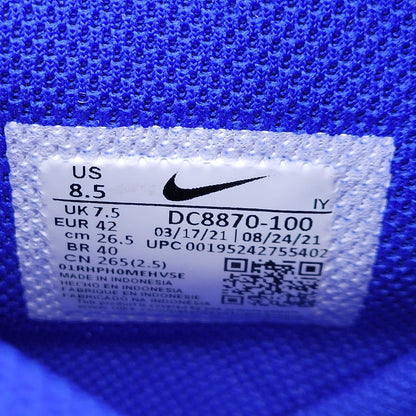 US
8.5
IY
UK 7.5
EUR 42
cm 26.5
BR 40
CN 265(2.5)
DC8870-100
03/17/21 | 08/24/21
UPC 00195242755402
01RHPH0MEHVSE
MADE IN INDONESIA
HECHO EN INDONESIA
FABRIQUE EN INDONESIE
FABRICADO NA INDONESIA